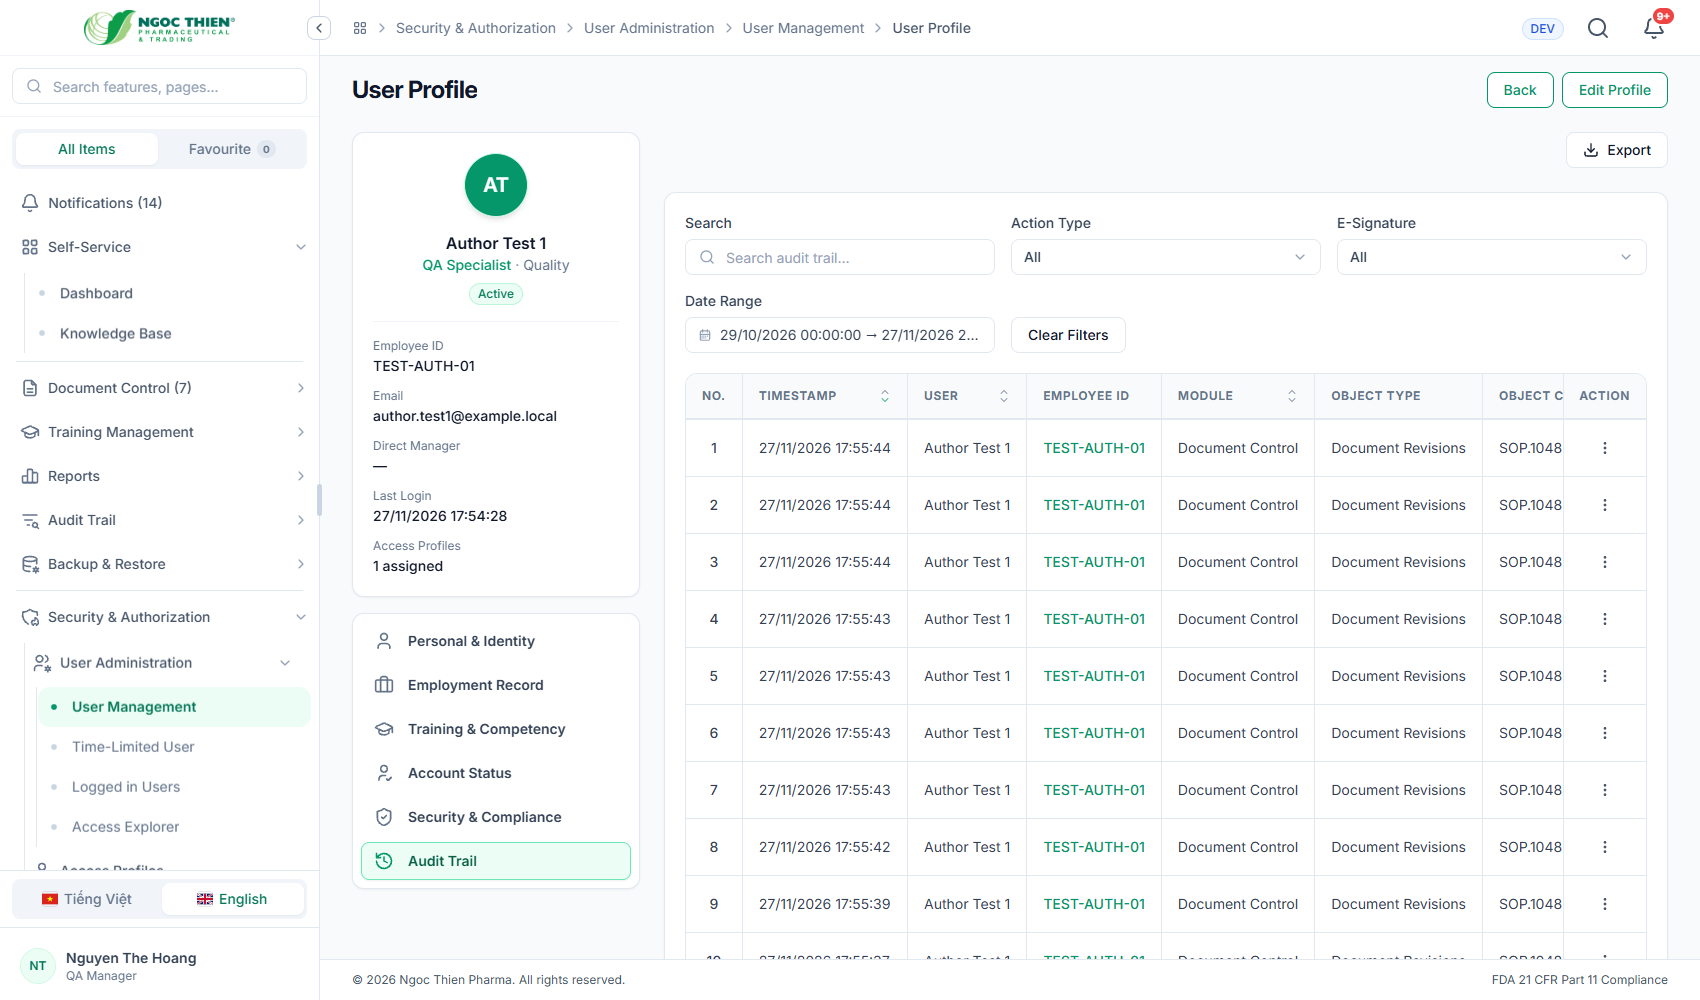 NGOC THIEN®
PHARMACEUTICAL
& TRADING
Search features, pages...
All Items
Favourite 0
Notifications (14)
Self-Service
Dashboard
Knowledge Base
Document Control (7)
Training Management
Reports
Audit Trail
Backup & Restore
Security & Authorization
User Administration
User Management
Time-Limited User
Logged in Users
Access Explorer
Access Profiles
Tiếng Việt
English
NT
Nguyen The Hoang
QA Manager
Security & Authorization > User Administration > User Management > User Profile
DEV
9+
User Profile
Back
Edit Profile
AT
Author Test 1
QA Specialist · Quality
Active
Employee ID
TEST-AUTH-01
Email
author.test1@example.local
Direct Manager
—
Last Login
27/11/2026 17:54:28
Access Profiles
1 assigned
Personal & Identity
Employment Record
Training & Competency
Account Status
Security & Compliance
Audit Trail
Export
Search
Action Type
E-Signature
Search audit trail...
All
All
Date Range
29/10/2026 00:00:00 → 27/11/2026 2...
Clear Filters
NO. TIMESTAMP USER EMPLOYEE ID MODULE OBJECT TYPE OBJECT C ACTION
1 27/11/2026 17:55:44 Author Test 1 TEST-AUTH-01 Document Control Document Revisions SOP.1048
2 27/11/2026 17:55:44 Author Test 1 TEST-AUTH-01 Document Control Document Revisions SOP.1048
3 27/11/2026 17:55:44 Author Test 1 TEST-AUTH-01 Document Control Document Revisions SOP.1048
4 27/11/2026 17:55:43 Author Test 1 TEST-AUTH-01 Document Control Document Revisions SOP.1048
5 27/11/2026 17:55:43 Author Test 1 TEST-AUTH-01 Document Control Document Revisions SOP.1048
6 27/11/2026 17:55:43 Author Test 1 TEST-AUTH-01 Document Control Document Revisions SOP.1048
7 27/11/2026 17:55:43 Author Test 1 TEST-AUTH-01 Document Control Document Revisions SOP.1048
8 27/11/2026 17:55:42 Author Test 1 TEST-AUTH-01 Document Control Document Revisions SOP.1048
9 27/11/2026 17:55:39 Author Test 1 TEST-AUTH-01 Document Control Document Revisions SOP.1048
© 2026 Ngoc Thien Pharma. All rights reserved.
FDA 21 CFR Part 11 Compliance